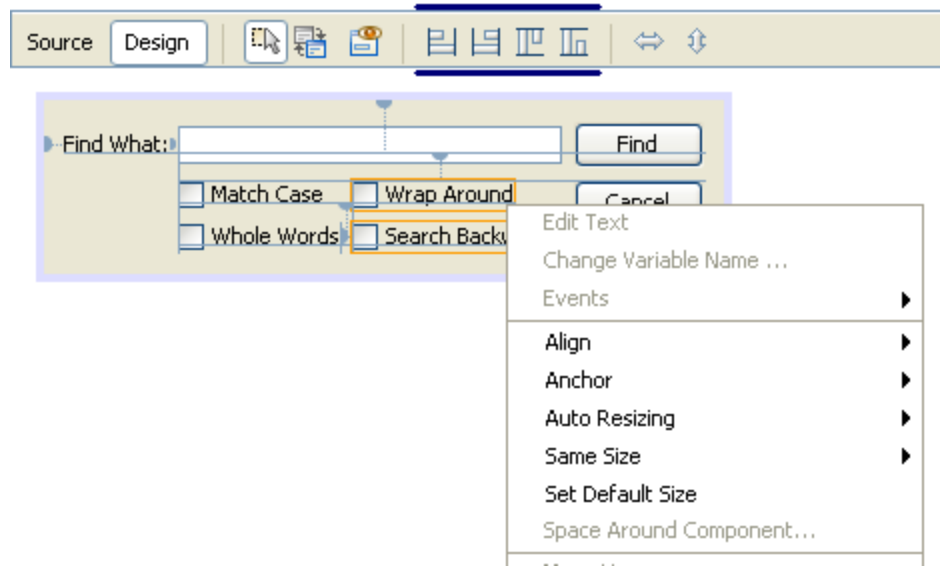 Source Design
Find What: Find
Match Case Wrap Around Cancel
Whole Words Search
Edit Text
Change Variable Name ...
Events
Align
Anchor
Auto Resizing
Same Size
Set Default Size
Space Around Component...